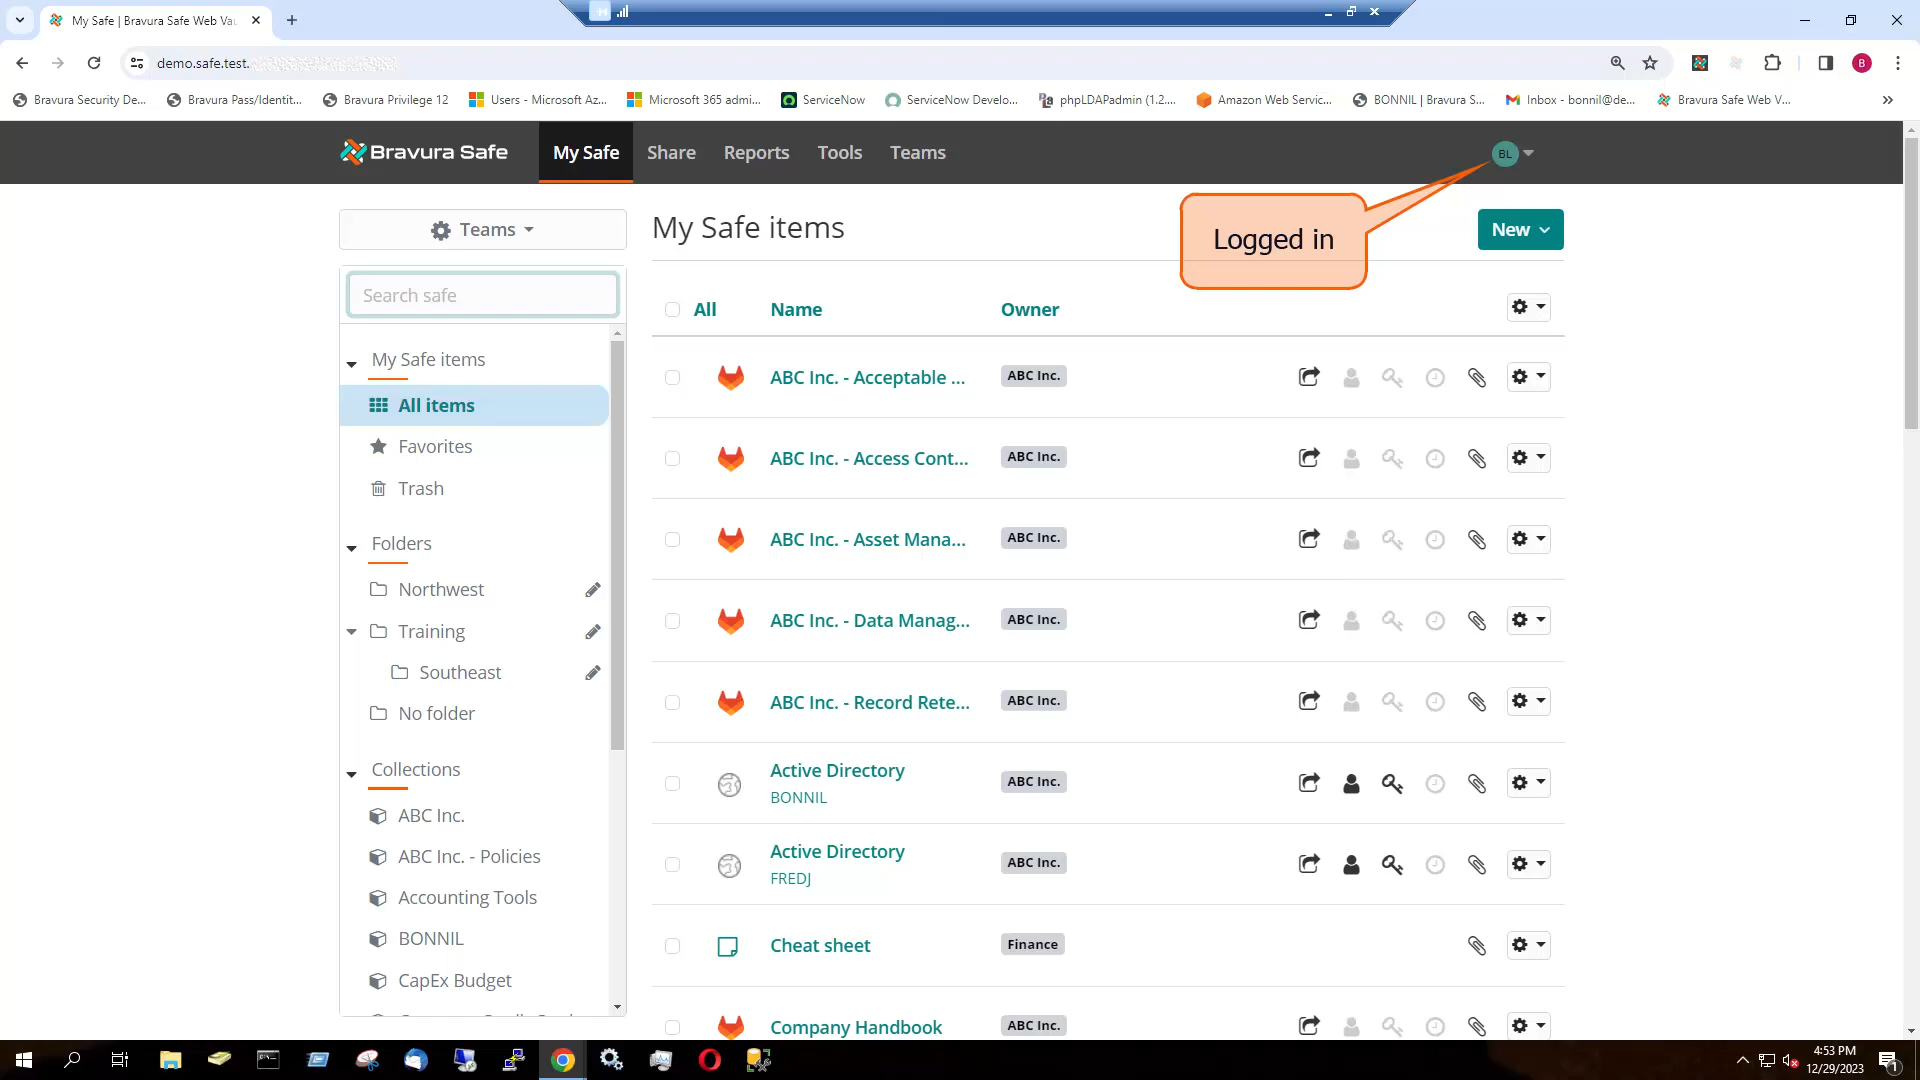 My Safe | Bravura Safe Web Vau
demo.safe.test.
B
Bravura Security De...
Bravura Pass/Identit...
Bravura Privilege 12
Users - Microsoft Az...
Microsoft 365 admi...
ServiceNow
ServiceNow Develo...
phpLDAPadmin (1.2....
Amazon Web Servic...
BONNIL | Bravura S...
Inbox - bonnil@de...
Bravura Safe Web V...
Bravura Safe
My Safe
Share
Reports
Tools
Teams
BL
Logged in
Teams
My Safe items
New
Search safe
All
Name
Owner
My Safe items
All items
Favorites
Trash
Folders
Northwest
Training
Southeast
No folder
Collections
ABC Inc.
ABC Inc. - Policies
Accounting Tools
BONNIL
CapEx Budget
ABC Inc. - Acceptable ...
ABC Inc.
ABC Inc. - Access Cont...
ABC Inc.
ABC Inc. - Asset Mana...
ABC Inc.
ABC Inc. - Data Manag...
ABC Inc.
ABC Inc. - Record Rete...
ABC Inc.
Active Directory
BONNIL
ABC Inc.
Active Directory
FREDJ
ABC Inc.
Cheat sheet
Finance
Company Handbook
ABC Inc.
4:53 PM
12/29/2023
1